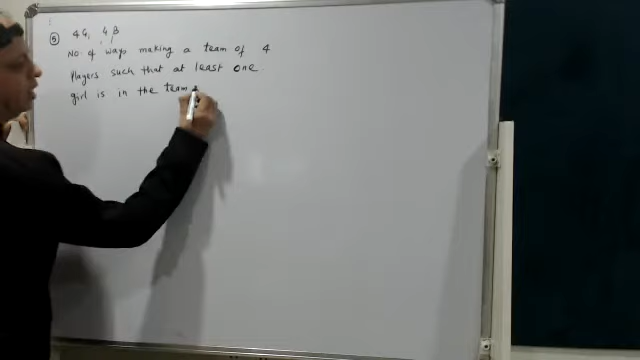 5 4G, 4B
No of ways making a team of 4
Players such that at least one
girl is in the team